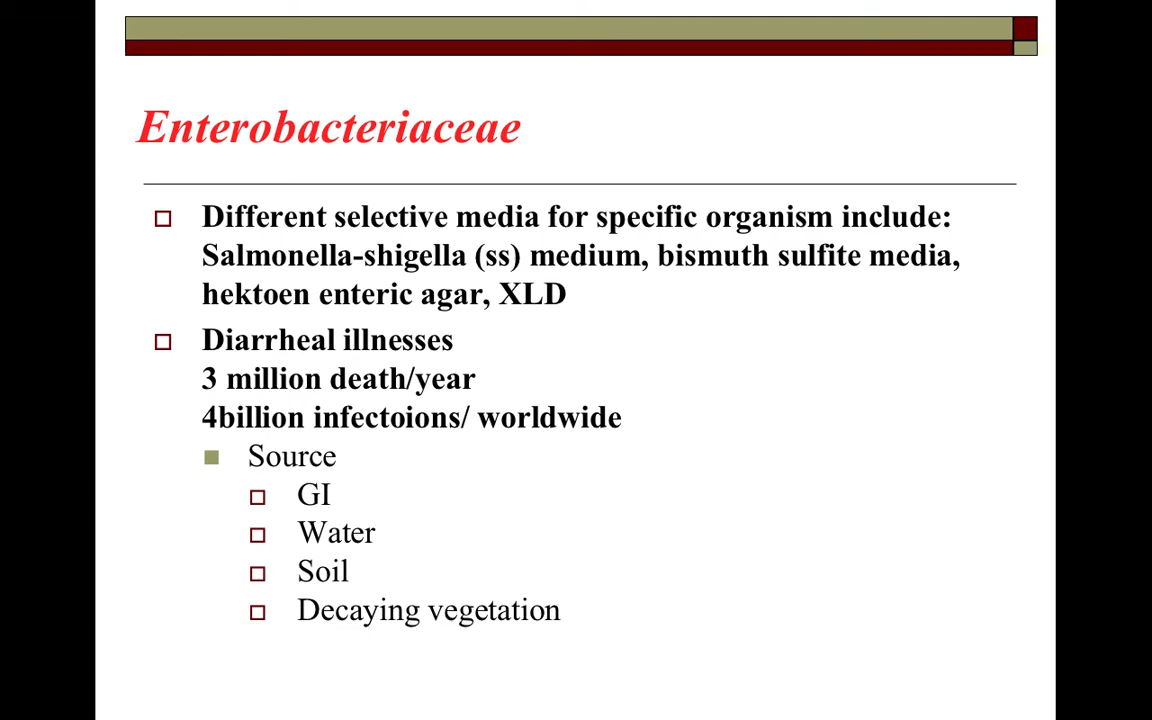 Enterobacteriaceae
Different selective media for specific organism include:
Salmonella-shigella (ss) medium, bismuth sulfite media,
hektoen enteric agar, XLD
Diarrheal illnesses
3 million death/year
4billion infectoions/ worldwide
Source
GI
Water
Soil
Decaying vegetation